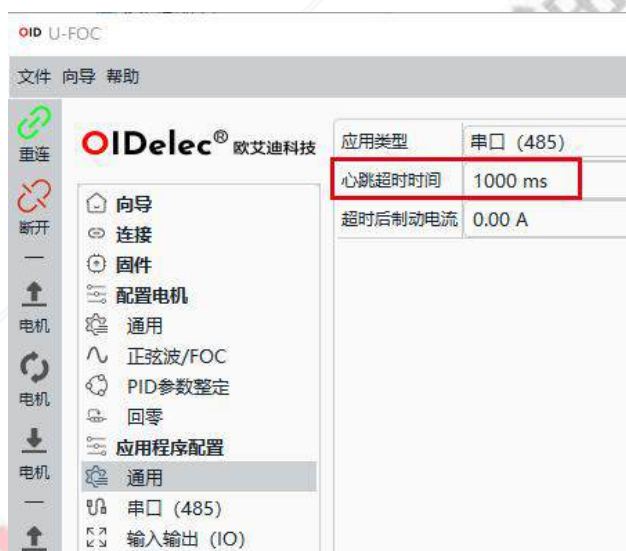 OID U-FOC
文件 向导 帮助
重连
断开
电机
电机
电机
OIDelec® 欧艾迪科技
向导
连接
固件
配置电机
通用
正弦波/FOC
PID参数整定
回零
应用程序配置
通用
串口（485）
输入输出（IO）
应用类型 串口（485）
心跳超时时间 1000 ms
超时后制动电流 0.00 A